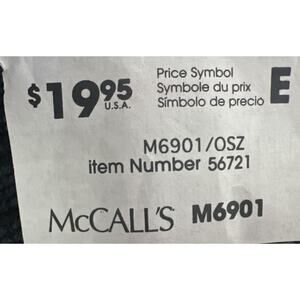 $19.95 U.S.A.
Price Symbol
Symbole du prix
Símbolo de precio
E
M6901/OSZ
item Number 56721
McCALL'S M6901